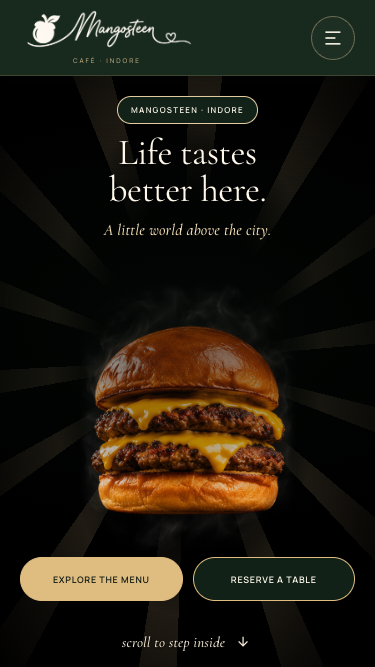 Mangosteen
CAFÉ · INDORE
MANGOSTEEN · INDORE
Life tastes
better here.
A little world above the city.
EXPLORE THE MENU
RESERVE A TABLE
scroll to step inside